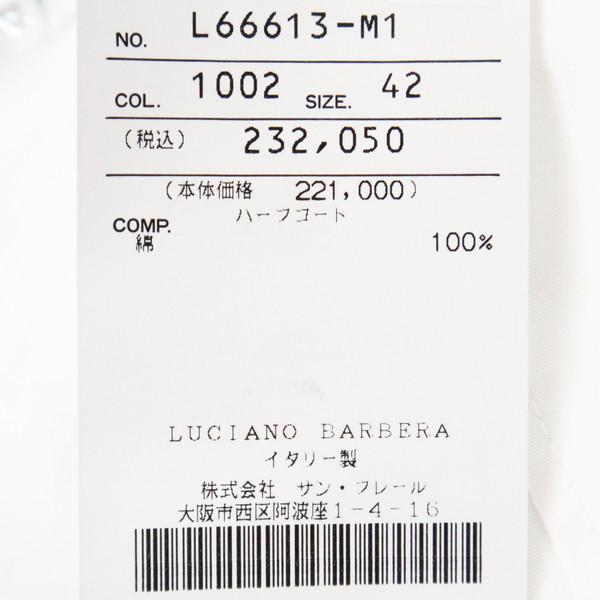 NO. L66613-M1
COL. 1002 SIZE. 42
(税込) 232,050
(本体価格 221,000)
ハーフコート
COMP.
綿 100%
LUCIANO BARBERA
イタリー製
株式会社 サン・フレール
大阪市西区阿波座1-4-16